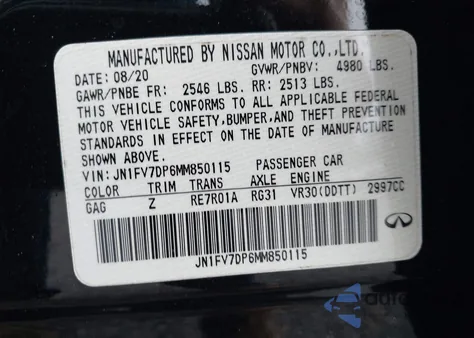 MANUFACTURED BY NISSAN MOTOR CO.,LTD.
DATE: 08/20 GVWR/PNBV: 4980 LBS.
GAWR/PNBE FR: 2546 LBS. RR: 2513 LBS.
THIS VEHICLE CONFORMS TO ALL APPLICABLE FEDERAL
MOTOR VEHICLE SAFETY, BUMPER, AND THEFT PREVENTION
STANDARDS IN EFFECT ON THE DATE OF MANUFACTURE
SHOWN ABOVE.
VIN: JN1FV7DP6MM850115 PASSENGER CAR
COLOR TRIM TRANS AXLE ENGINE
GAG Z RE7R01A RG31 VR30(DDTT) 2997CC
JN1FV7DP6MM850115